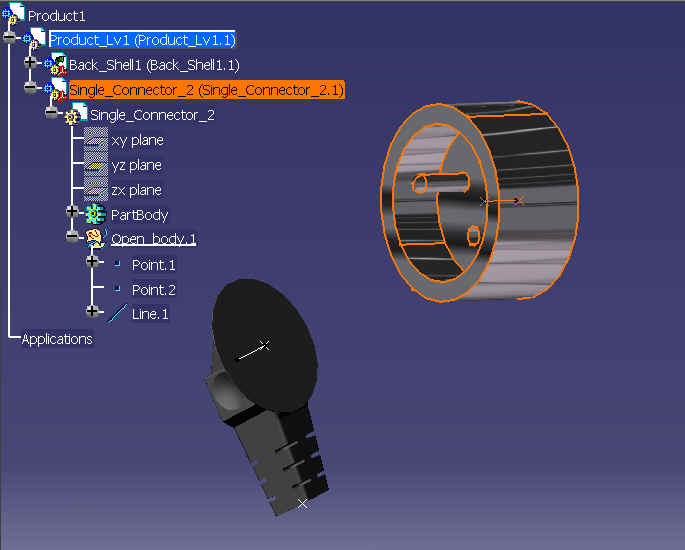 Product1
Product_Lv1 (Product_Lv1.1)
Back_Shell1 (Back_Shell1.1)
Single_Connector_2 (Single_Connector_2.1)
Single_Connector_2
xy plane
yz plane
zx plane
PartBody
Open_body.1
Point.1
Point.2
Line.1
Applications